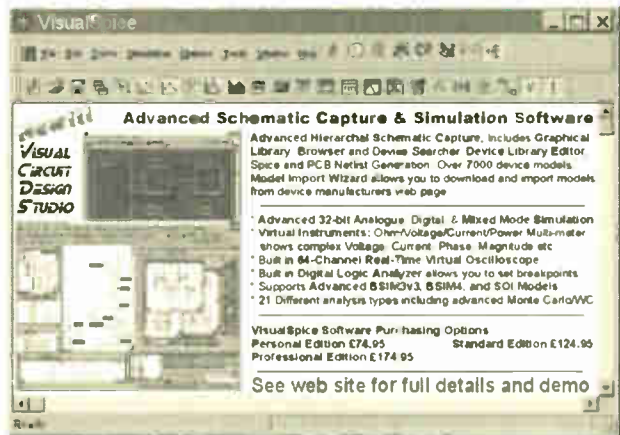 VisualSpice
Advanced Schematic Capture & Simulation Software
VISUAL
CIRCUIT
DESIGN
STUDIO
Advanced Hierarchal Schematic Capture, includes Graphical
Library Browser and Device Searcher Device Library Editor
Spice and PCB Netlist Generation. Over 7000 device models
Model Import Wizard allows you to download and import models
from device manufacturers web page
* Advanced 32-bit Analogue, Digital & Mixed Mode Simulation
* Virtual Instruments: Ohm/Voltage/Current/Power Multi-meter
shows complex Voltage, Current, Phase, Magnitude etc
* Built in 64-Channel Real-Time Virtual Oscilloscope
* Built in Digital Logic Analyzer allows you to set breakpoints
* Supports Advanced BSIM3v3, BSIM4, and SOI Models
* 21 Different analysis types including advanced Monte Carlo/WC
VisualSpice Software Purchasing Options
Personal Edition £74.95 Standard Edition £124.95
Professional Edition £174.95
See web site for full details and demo
Ready